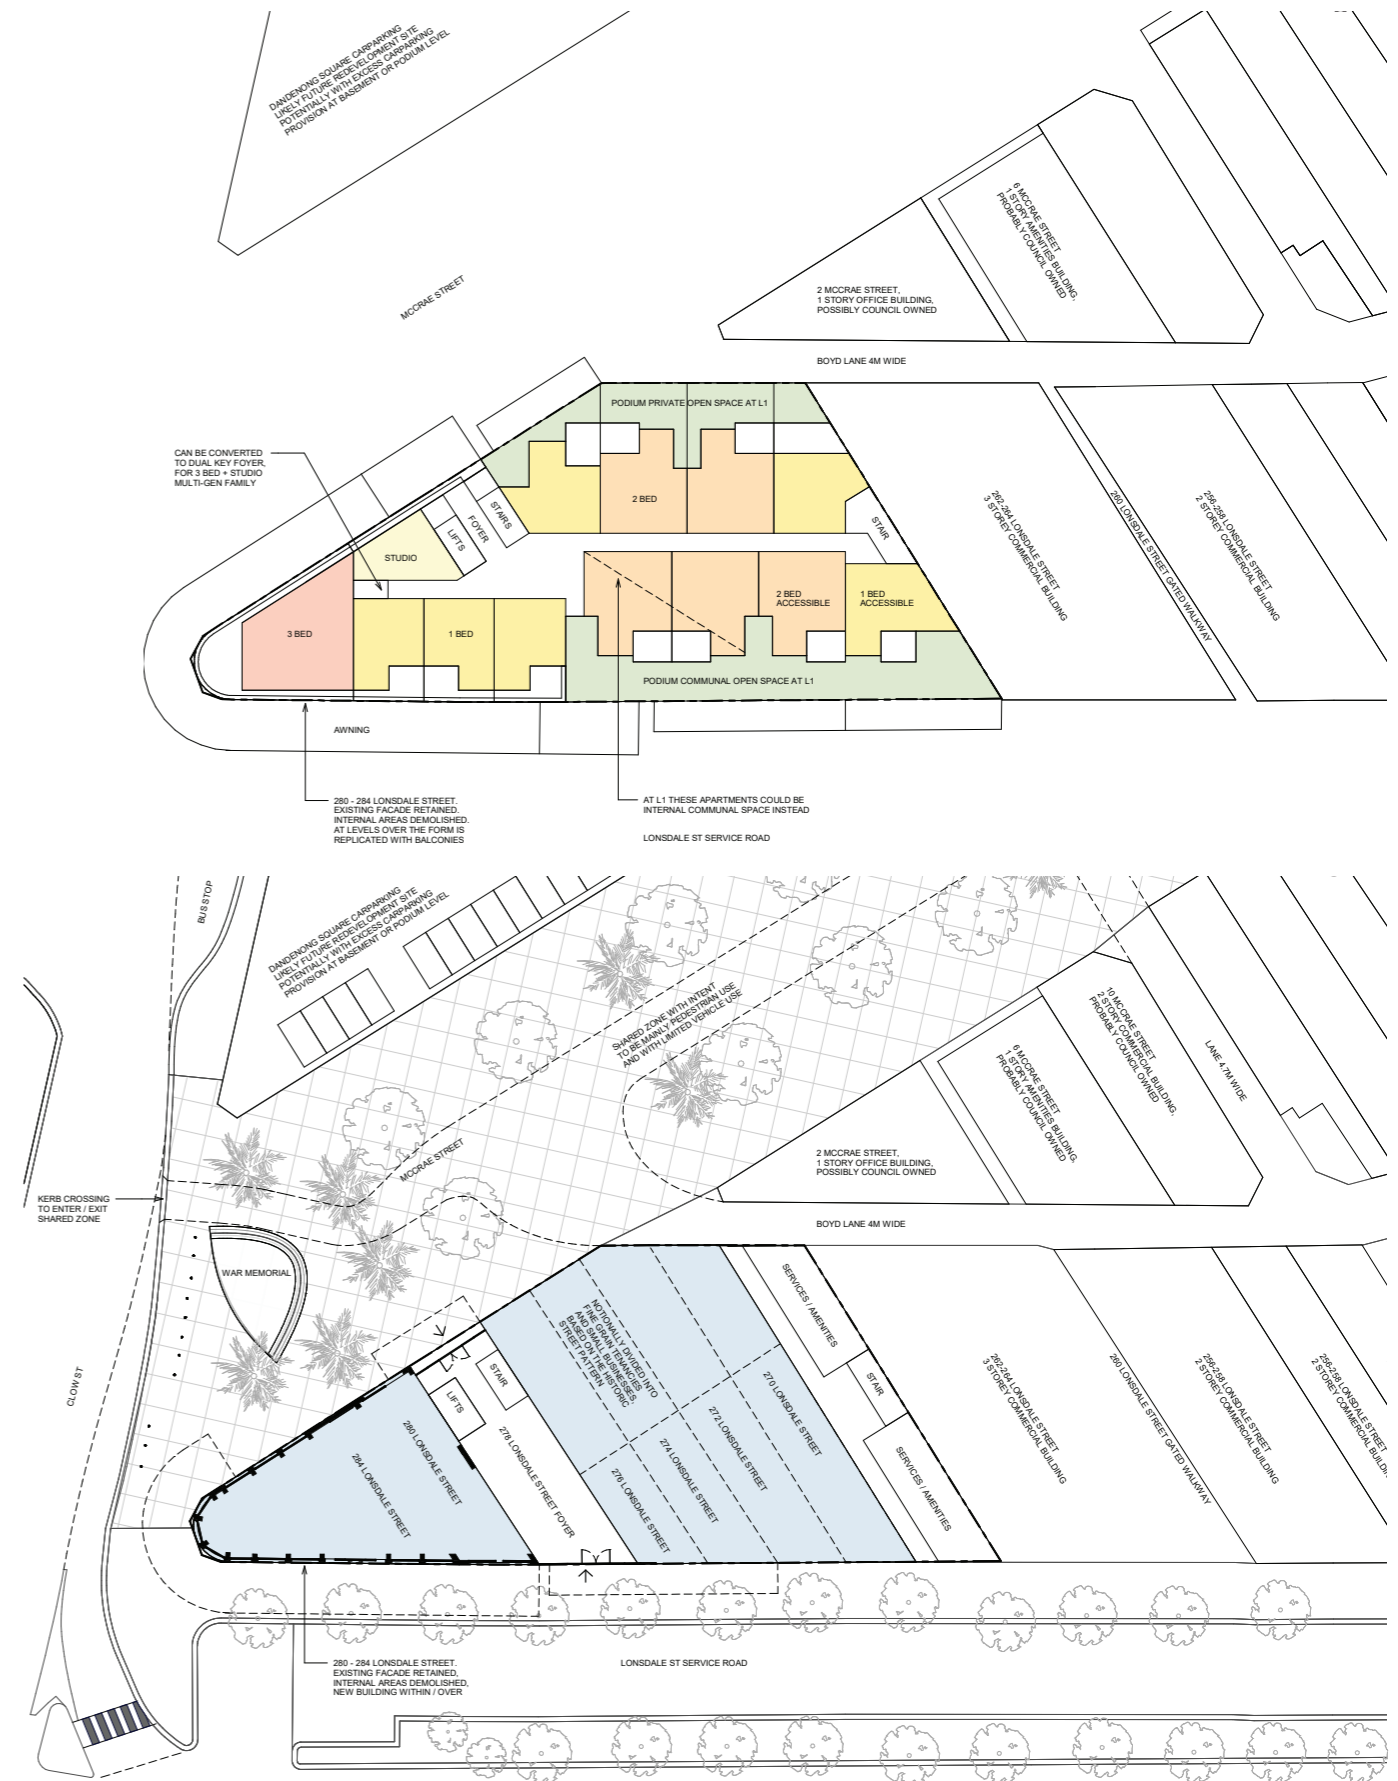 DANDENONG SQUARE CARPARKING
LIKELY FUTURE REDEVELOPMENT SITE
POTENTIALLY WITH EXCESS CARPARKING
PROVISION AT BASEMENT OR PODIUM LEVEL
MCCRAE STREET
6 MCCRAE STREET
1 STORY AMENITIES BUILDING,
PROBABLY COUNCIL OWNED
2 MCCRAE STREET,
1 STORY OFFICE BUILDING,
POSSIBLY COUNCIL OWNED
BOYD LANE 4M WIDE
PODIUM PRIVATE OPEN SPACE AT L1
CAN BE CONVERTED
TO DUAL KEY FOYER,
FOR 3 BED + STUDIO
MULTI-GEN FAMILY
2 BED
STAIRS
FOYER
LIFTS
STUDIO
STAIR
262-264 LONSDALE STREET
3 STOREY COMMERCIAL BUILDING
260 LONSDALE STREET GATED WALKWAY
256-258 LONSDALE STREET
2 STOREY COMMERCIAL BUILDING
3 BED
1 BED
2 BED
ACCESSIBLE
1 BED
ACCESSIBLE
PODIUM COMMUNAL OPEN SPACE AT L1
AWNING
280 - 284 LONSDALE STREET.
EXISTING FACADE RETAINED.
INTERNAL AREAS DEMOLISHED.
AT LEVELS OVER THE FORM IS
REPLICATED WITH BALCONIES
AT L1 THESE APARTMENTS COULD BE
INTERNAL COMMUNAL SPACE INSTEAD
LONSDALE ST SERVICE ROAD
BUS STOP
DANDENONG SQUARE CARPARKING
LIKELY FUTURE REDEVELOPMENT SITE
POTENTIALLY WITH EXCESS CARPARKING
PROVISION AT BASEMENT OR PODIUM LEVEL
SHARED ZONE WITH INTENT
TO BE MAINLY PEDESTRIAN USE
AND WITH LIMITED VEHICLE USE
10 MCCRAE STREET
2 STORY COMMERCIAL BUILDING,
PROBABLY COUNCIL OWNED
LANE 4.7M WIDE
6 MCCRAE STREET
1 STORY AMENITIES BUILDING,
PROBABLY COUNCIL OWNED
MCCRAE STREET
2 MCCRAE STREET,
1 STORY OFFICE BUILDING,
POSSIBLY COUNCIL OWNED
KERB CROSSING
TO ENTER / EXIT
SHARED ZONE
BOYD LANE 4M WIDE
WAR MEMORIAL
SERVICES / AMENITIES
NOTIONALLY DIVIDED INTO
FINE GRAIN TENANCIES
AND SMALL BUSINESSES,
BASED ON THE HISTORIC
STREET PATTERN
CLOW ST
STAIR
LIFTS
STAIR
270 LONSDALE STREET
272 LONSDALE STREET
274 LONSDALE STREET
276 LONSDALE STREET
278 LONSDALE STREET FOYER
280 LONSDALE STREET
284 LONSDALE STREET
SERVICES / AMENITIES
262-264 LONSDALE STREET
3 STOREY COMMERCIAL BUILDING
260 LONSDALE STREET GATED WALKWAY
256-258 LONSDALE STREET
2 STOREY COMMERCIAL BUILDING
256-258 LONSDALE STREET
2 STOREY COMMERCIAL BUILDING
280 - 284 LONSDALE STREET.
EXISTING FACADE RETAINED,
INTERNAL AREAS DEMOLISHED,
NEW BUILDING WITHIN / OVER
LONSDALE ST SERVICE ROAD